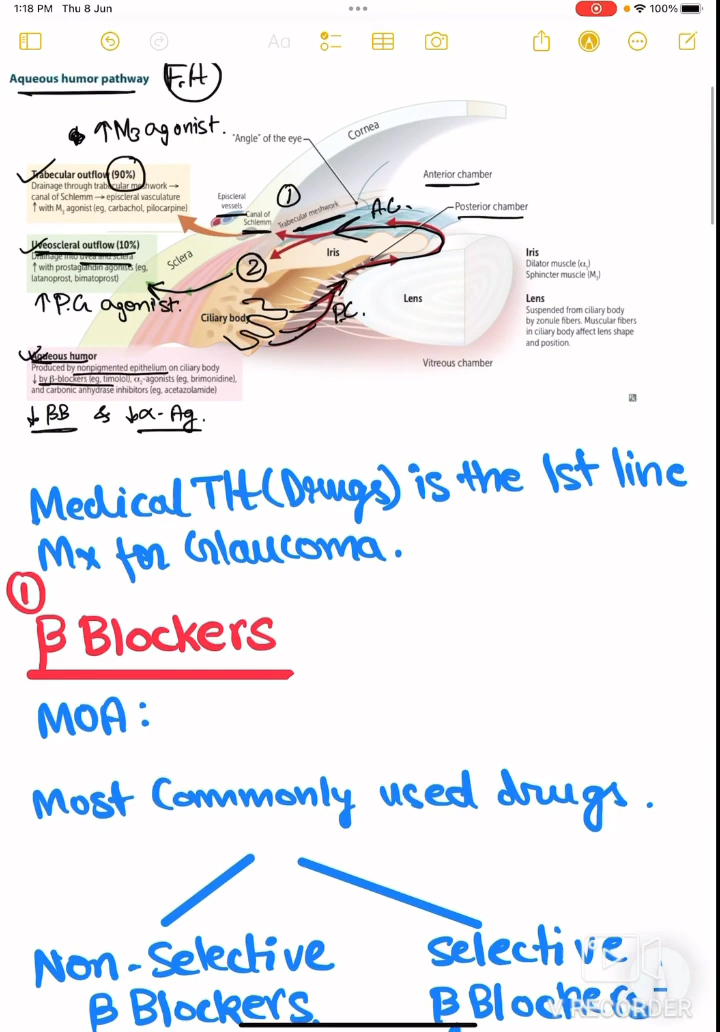 1:18 PM Thu 8 Jun
100%
Aa
Aqueous humor pathway
↑M3 agonist.
"Angle" of the eye
Cornea
Trabecular outflow (90%)
Drainage through trabecular meshwork →
canal of Schlemm → episcleral vasculature
↑ with M3 agonist (eg, carbachol, pilocarpine)
Episcleral
vessels
Canal of
Schlemm
①
Trabecular meshwork
A.C.
Anterior chamber
Posterior chamber
Uveoscleral outflow (10%)
Drainage into uvea and sclera
↑ with prostaglandin agonists (eg,
latanoprost, bimatoprost)
Sclera
②
Iris
Iris
Dilator muscle (α1)
Sphincter muscle (M3)
↑ P.G agonist.
Ciliary body
P.C.
Lens
Lens
Suspended from ciliary body
by zonule fibers. Muscular fibers
in ciliary body affect lens shape
and position.
Vitreous chamber
Aqueous humor
Produced by nonpigmented epithelium on ciliary body
↓ by β-blockers (eg, timolol), α2-agonists (eg, brimonidine),
and carbonic anhydrase inhibitors (eg, acetazolamide)
↓ BB & ↓α-Ag.
Medical TH(Drugs) is the 1st line
Mx for Glaucoma.
①
β Blockers
MOA:
Most Commonly used drugs.
Non-Selective
β Blockers.
Selective
β Blockers
V RECORDER